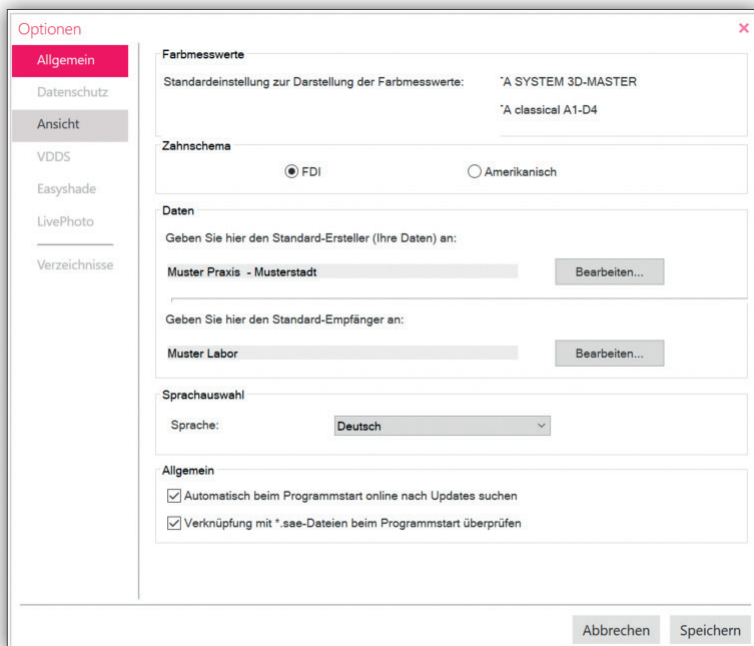 Optionen
Allgemein
Datenschutz
Ansicht
VDDS
Easyshade
LivePhoto
Verzeichnisse
Farbmesswerte
Standardeinstellung zur Darstellung der Farbmesswerte:
A SYSTEM 3D-MASTER
A classical A1-D4
Zahnschema
FDI
Amerikanisch
Daten
Geben Sie hier den Standard-Ersteller (Ihre Daten) an:
Muster Praxis - Musterstadt
Bearbeiten...
Geben Sie hier den Standard-Empfänger an:
Muster Labor
Bearbeiten...
Sprachauswahl
Sprache:
Deutsch
Allgemein
Automatisch beim Programmstart online nach Updates suchen
Verknüpfung mit *.sae-Dateien beim Programmstart überprüfen
Abbrechen
Speichern